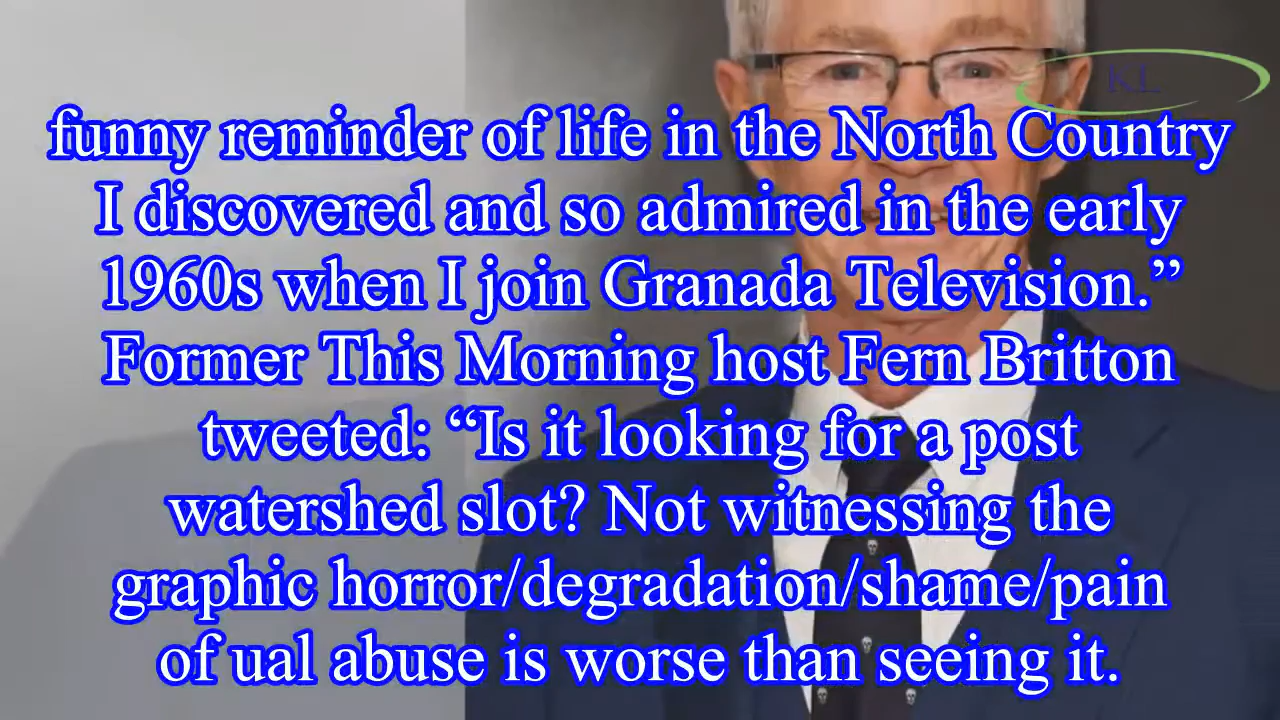 K L
funny reminder of life in the North Country
I discovered and so admired in the early
1960s when I join Granada Television.”
Former This Morning host Fern Britton
tweeted: “Is it looking for a post
watershed slot? Not witnessing the
graphic horror/degradation/shame/pain
of ual abuse is worse than seeing it.